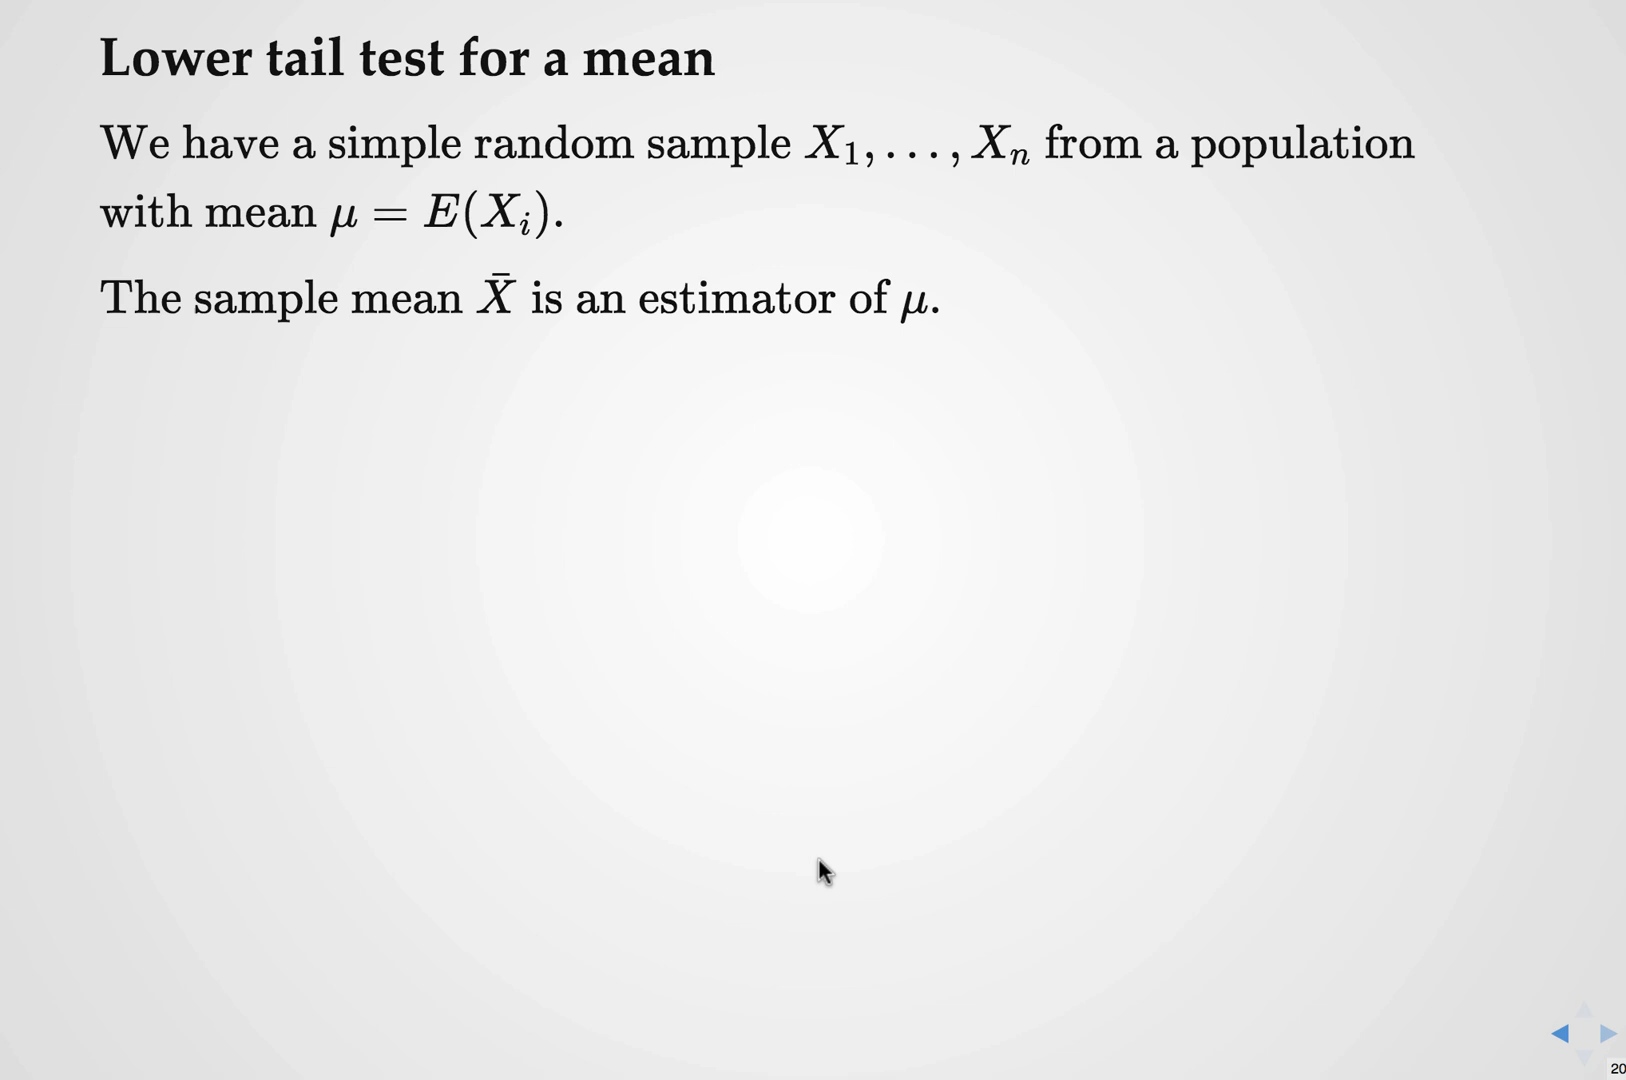 Lower tail test for a mean
We have a simple random sample X₁, . . . , Xₙ from a population
with mean μ = E(Xᵢ).
The sample mean X̄ is an estimator of μ.
20